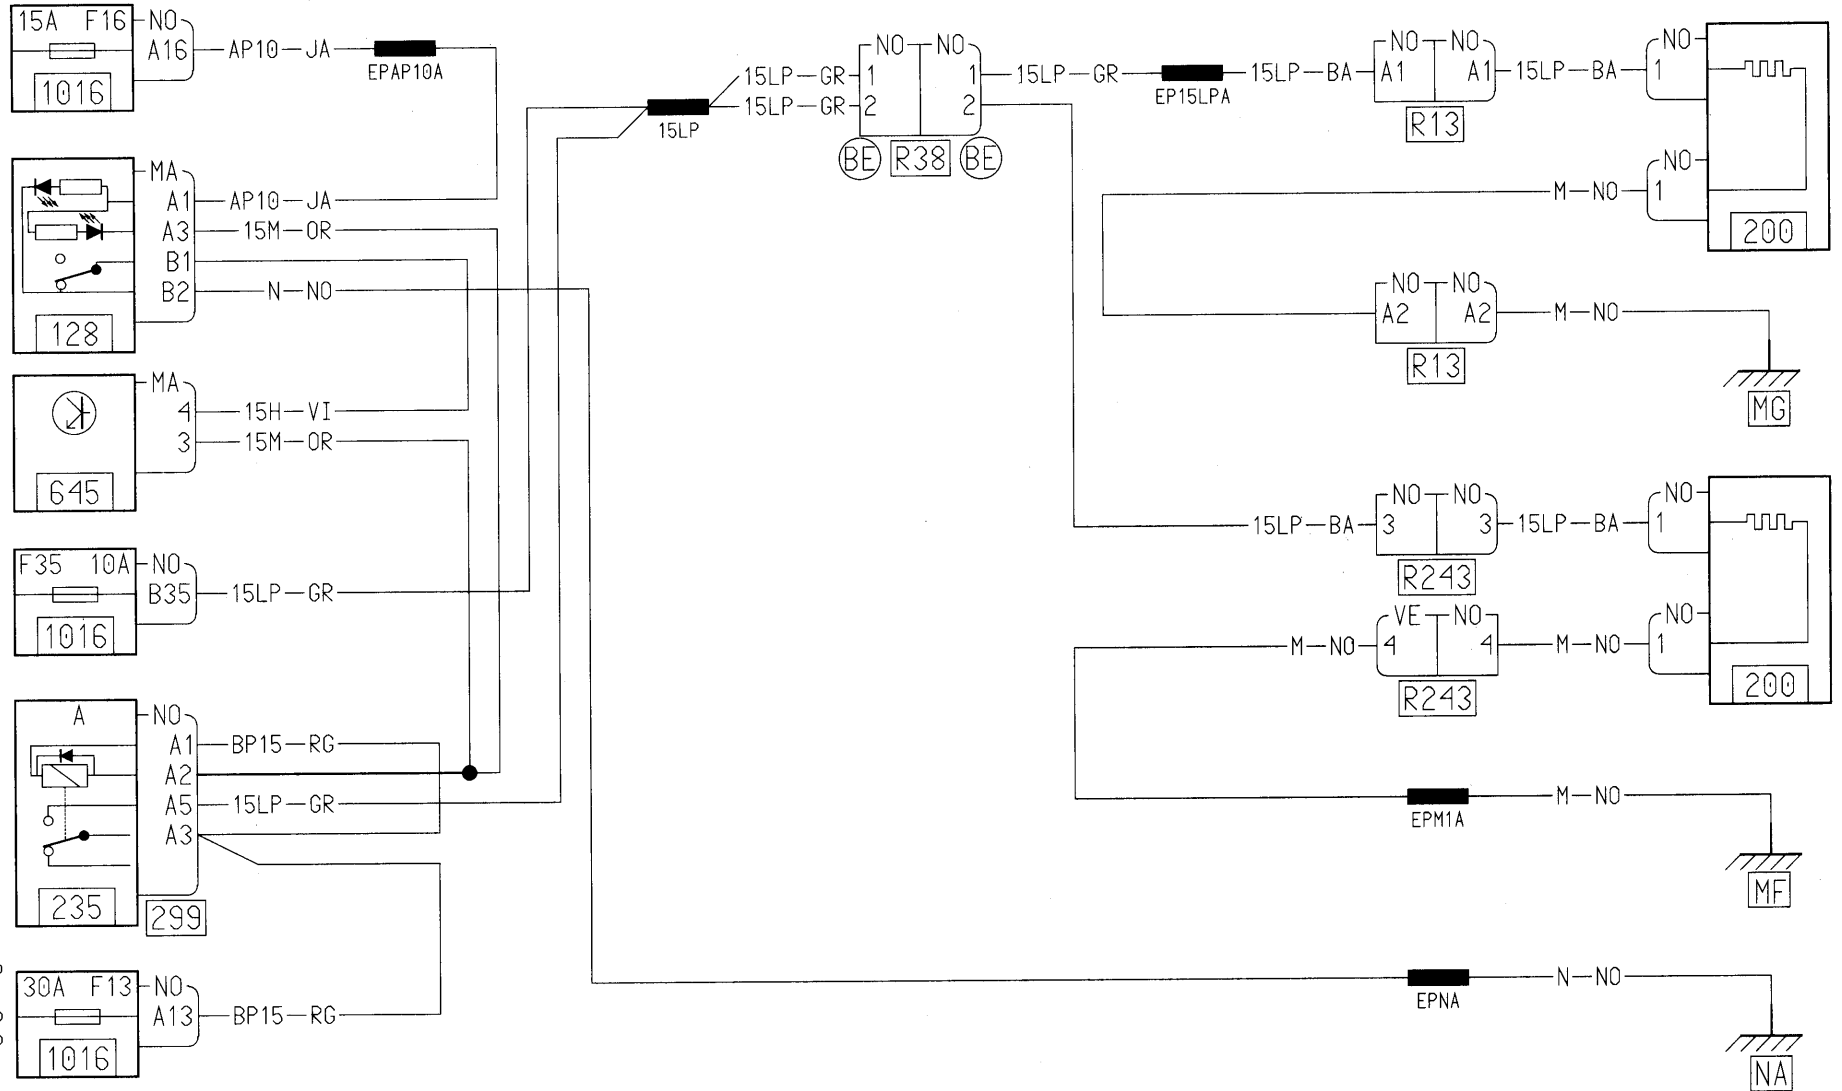 15A F16 NO
A16 AP10 JA EPAP10A
1016
MA
A1 AP10 JA
A3 15M OR
B1
B2 N NO
128
MA
4 15H VI
3 15M OR
645
F35 10A NO
B35 15LP GR
1016
A NO
A1 BP15 RG
A2
A5 15LP GR
A3
235
299
30A F13 NO
A13 BP15 RG
1016
15LP
15LP GR 1
15LP GR 2
NO NO
1 15LP GR
2
BE R38 BE
EP15LPA
15LP BA
NO NO
A1 A1 15LP BA
R13
NO
1
NO
M NO 1
200
NO NO
A2 A2 M NO
R13
MG
15LP BA
NO NO
3 3 15LP BA
R243
NO
1
M NO
VE NO
4 4 M NO
R243
NO
1
200
EPM1A M NO
MF
EPNA N NO
NA